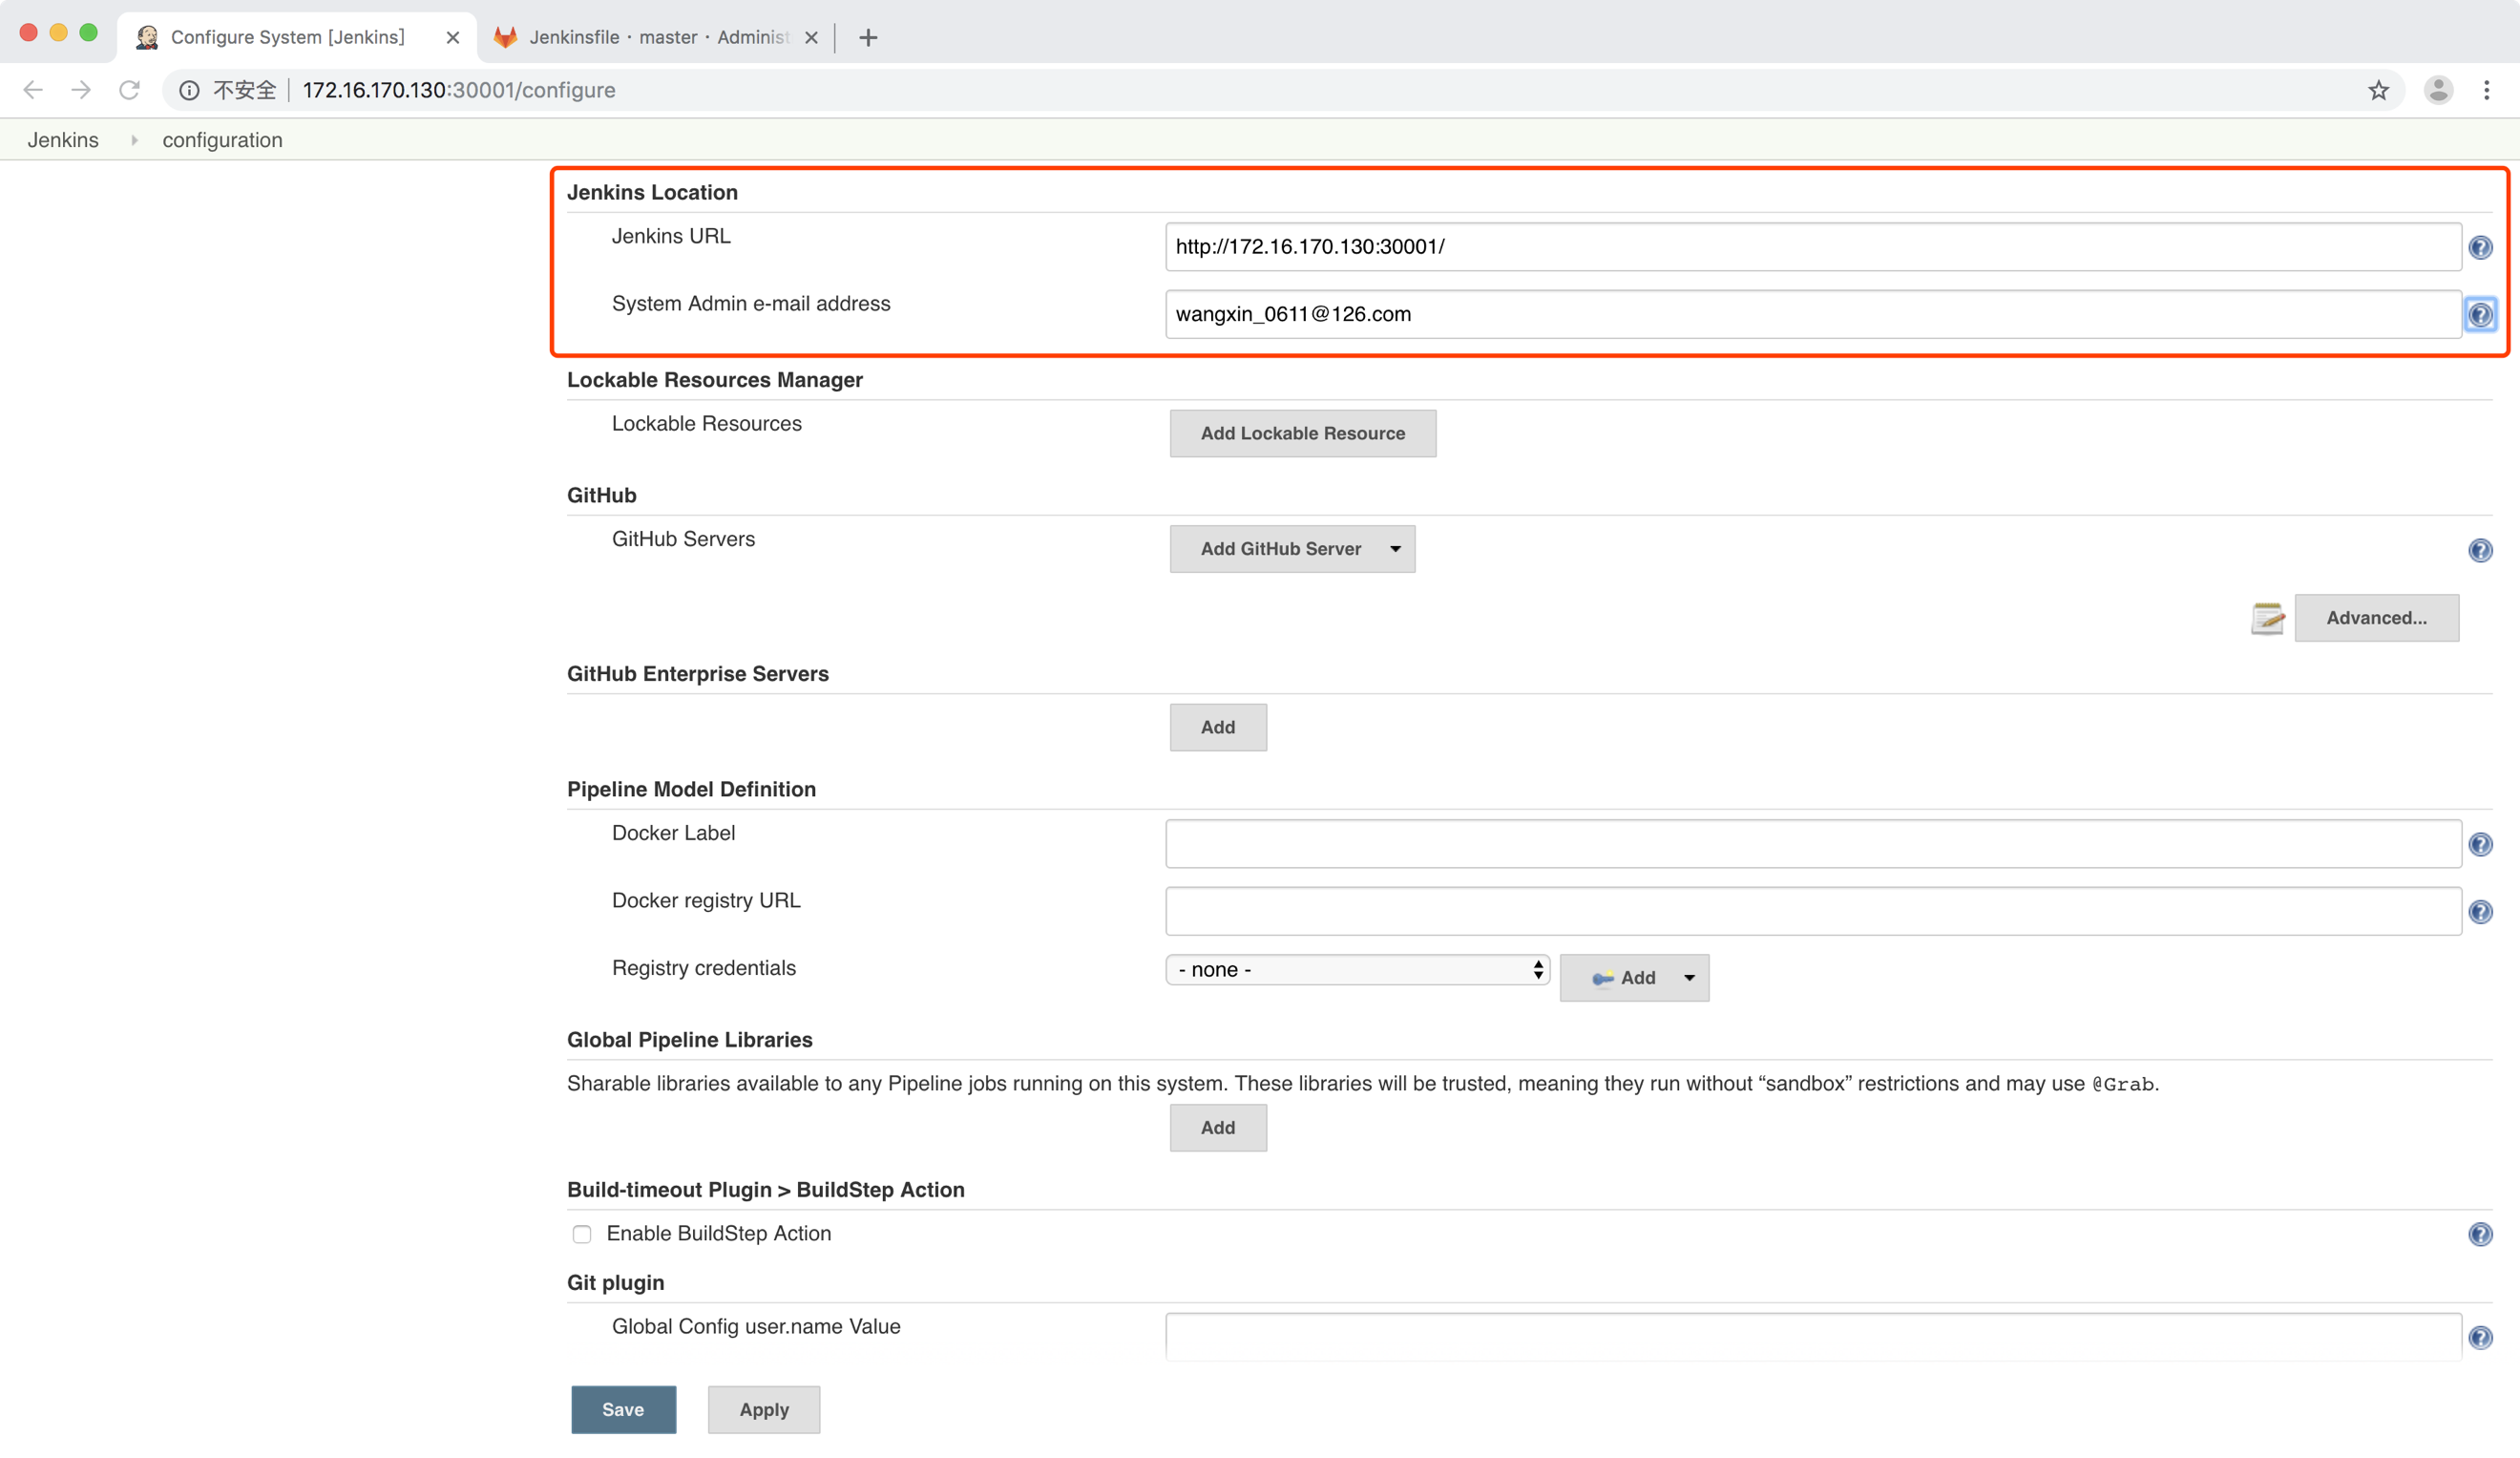 Configure System [Jenkins]
Jenkinsfile · master · Administ
不安全 172.16.170.130:30001/configure
Jenkins configuration
Jenkins Location
Jenkins URL http://172.16.170.130:30001/
System Admin e-mail address wangxin_0611@126.com
Lockable Resources Manager
Lockable Resources Add Lockable Resource
GitHub
GitHub Servers Add GitHub Server
Advanced...
GitHub Enterprise Servers
Add
Pipeline Model Definition
Docker Label
Docker registry URL
Registry credentials - none - Add
Global Pipeline Libraries
Sharable libraries available to any Pipeline jobs running on this system. These libraries will be trusted, meaning they run without “sandbox” restrictions and may use @Grab.
Add
Build-timeout Plugin > BuildStep Action
Enable BuildStep Action
Git plugin
Global Config user.name Value
Save Apply